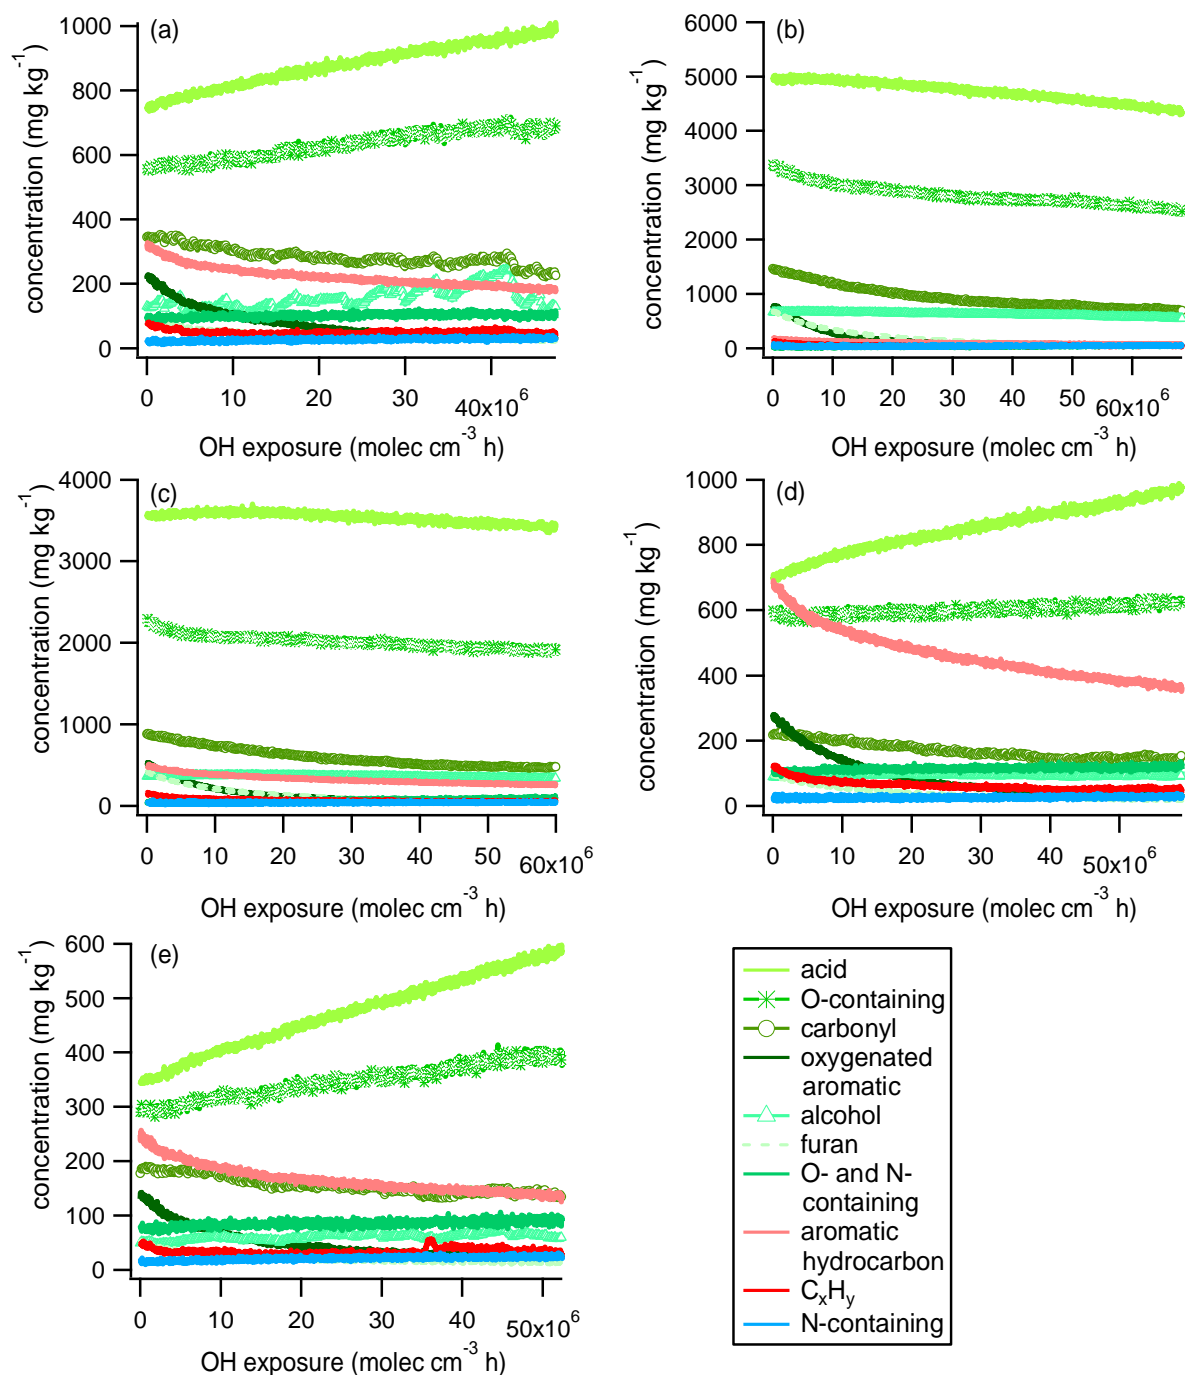 (a)
concentration (mg kg-1)
1000
800
600
400
200
0
0 10 20 30 40x10^6
OH exposure (molec cm-3 h)
(b)
concentration (mg kg-1)
6000
5000
4000
3000
2000
1000
0
0 10 20 30 40 50 60x10^6
OH exposure (molec cm-3 h)
(c)
concentration (mg kg-1)
4000
3000
2000
1000
0
0 10 20 30 40 50 60x10^6
OH exposure (molec cm-3 h)
(d)
concentration (mg kg-1)
1000
800
600
400
200
0
0 10 20 30 40 50x10^6
OH exposure (molec cm-3 h)
(e)
concentration (mg kg-1)
600
500
400
300
200
100
0
0 10 20 30 40 50x10^6
OH exposure (molec cm-3 h)
acid
O-containing
carbonyl
oxygenated
aromatic
alcohol
furan
O- and N-
containing
aromatic
hydrocarbon
CxHy
N-containing